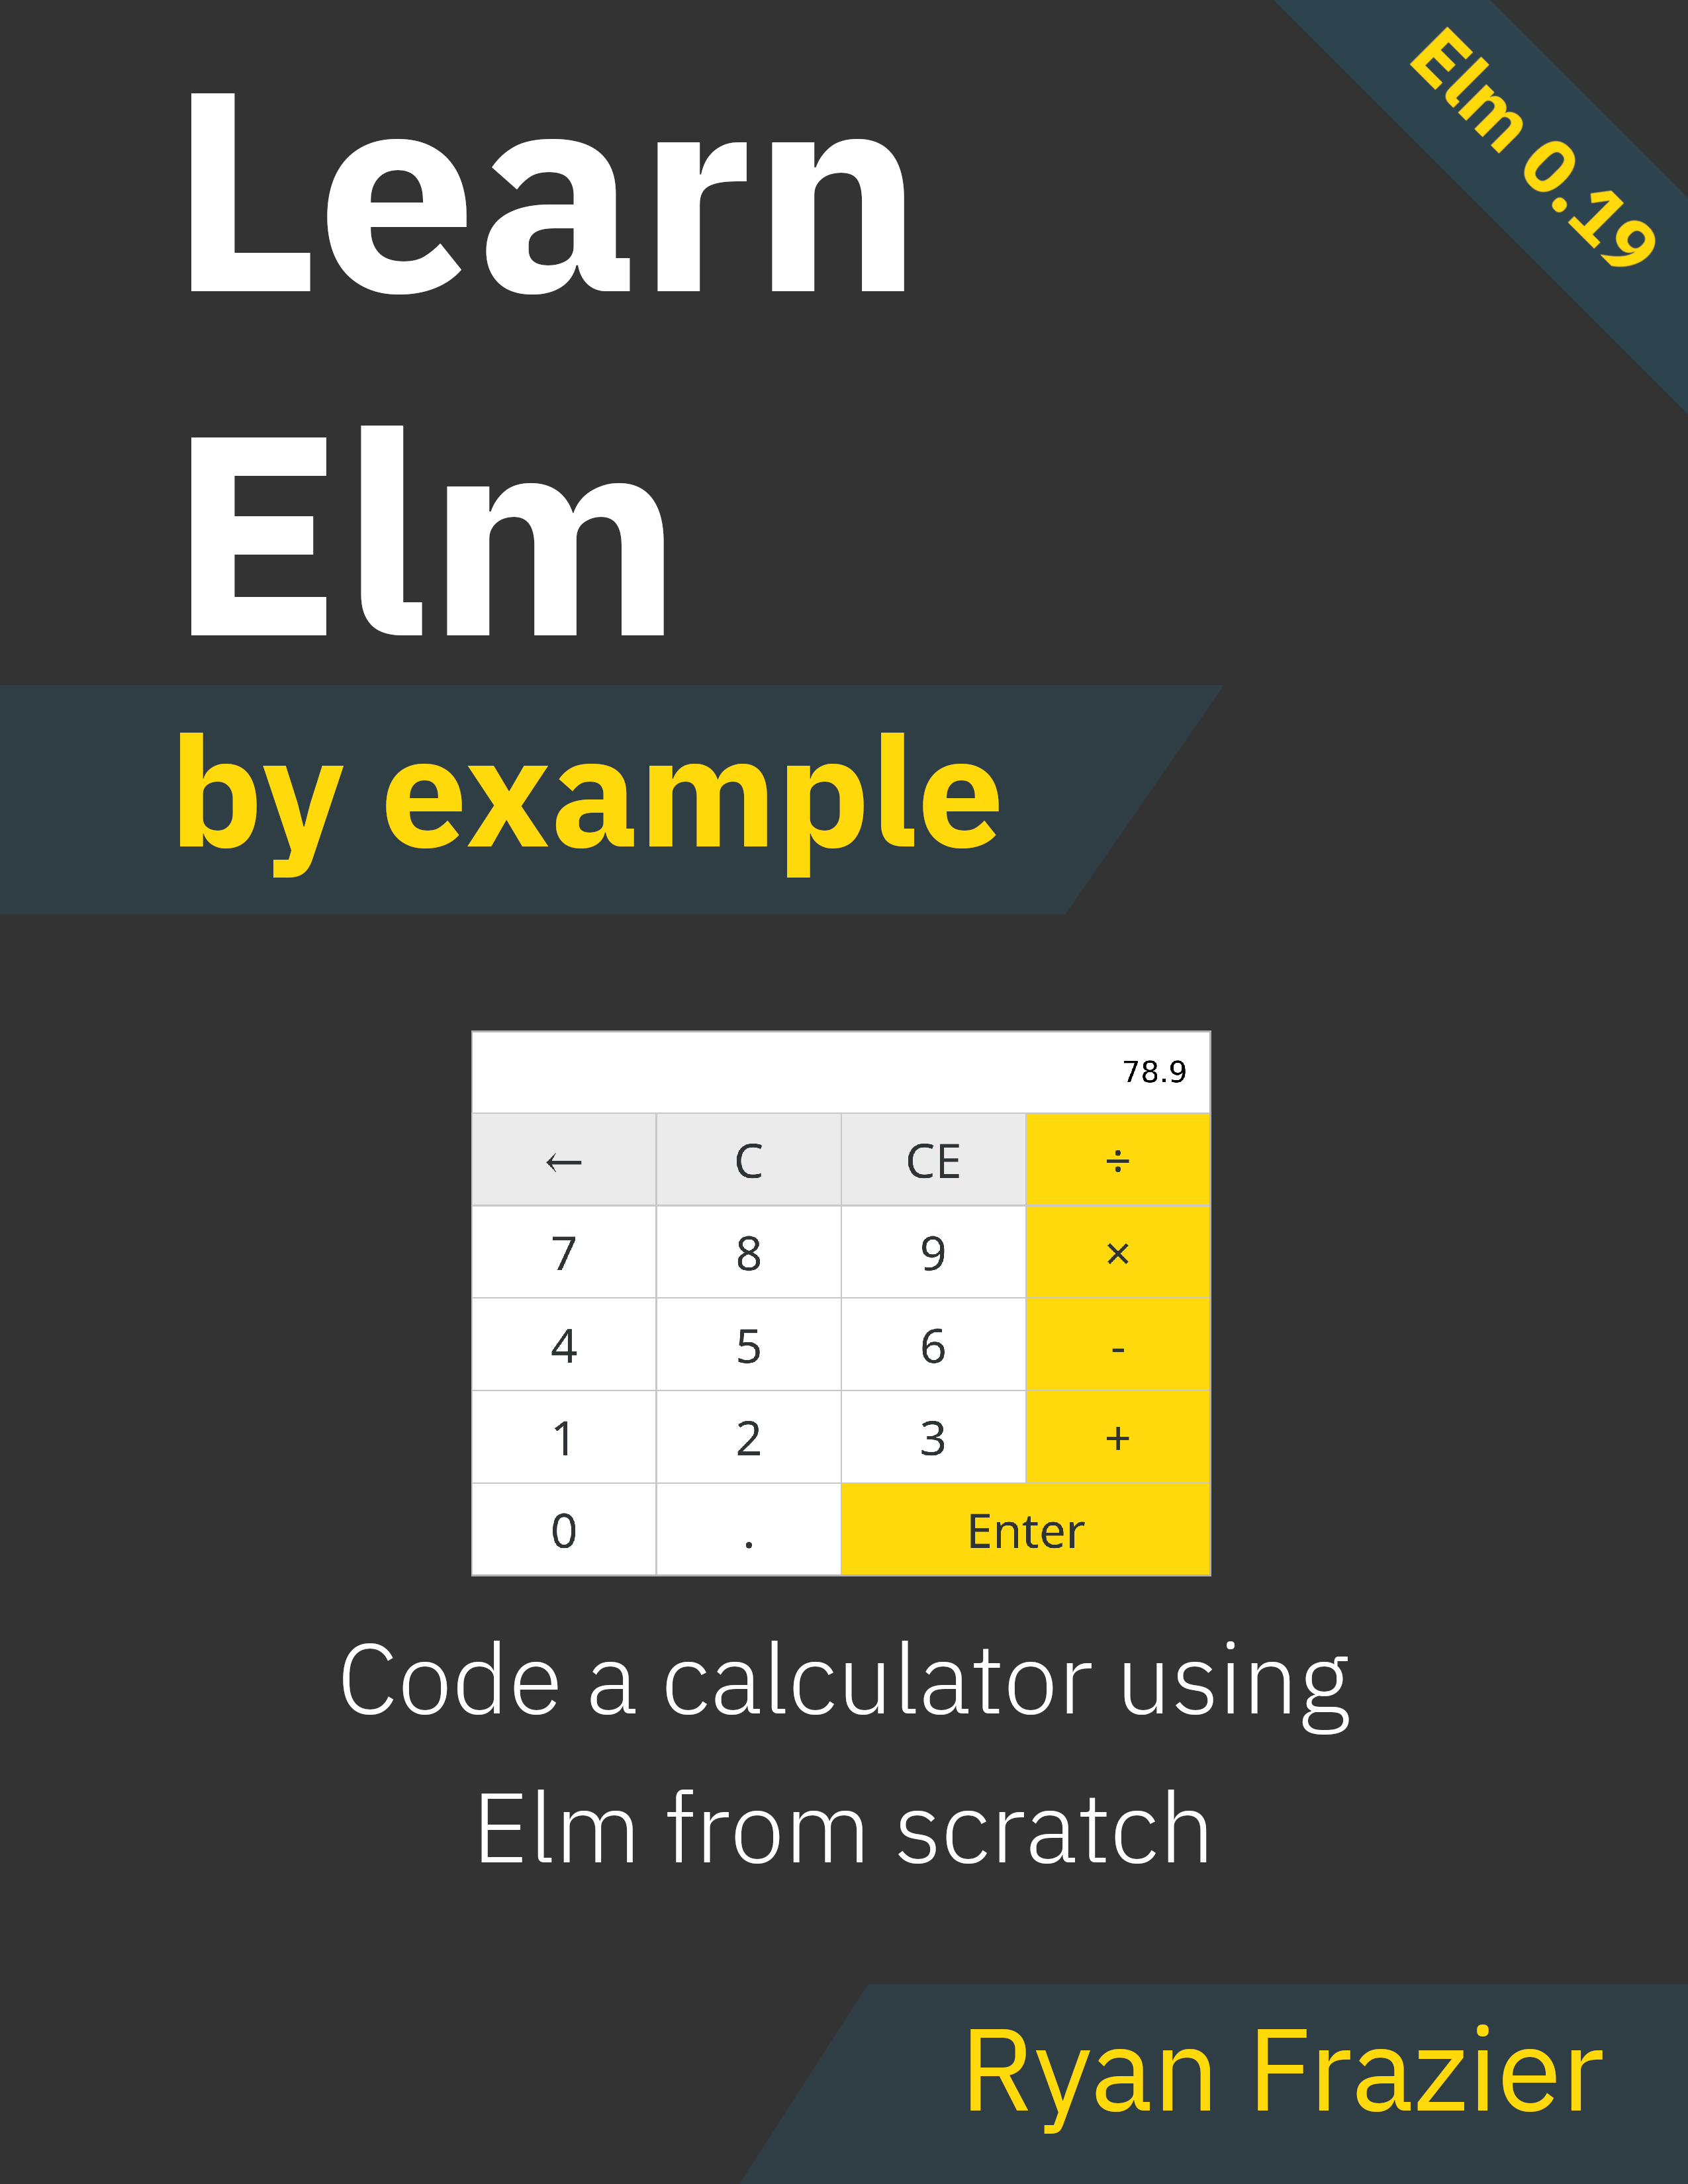 Elm 0.19
Learn
Elm
by example
78.9
← C CE ÷
7 8 9 ×
4 5 6 -
1 2 3 +
0 . Enter
Code a calculator using
Elm from scratch
Ryan Frazier